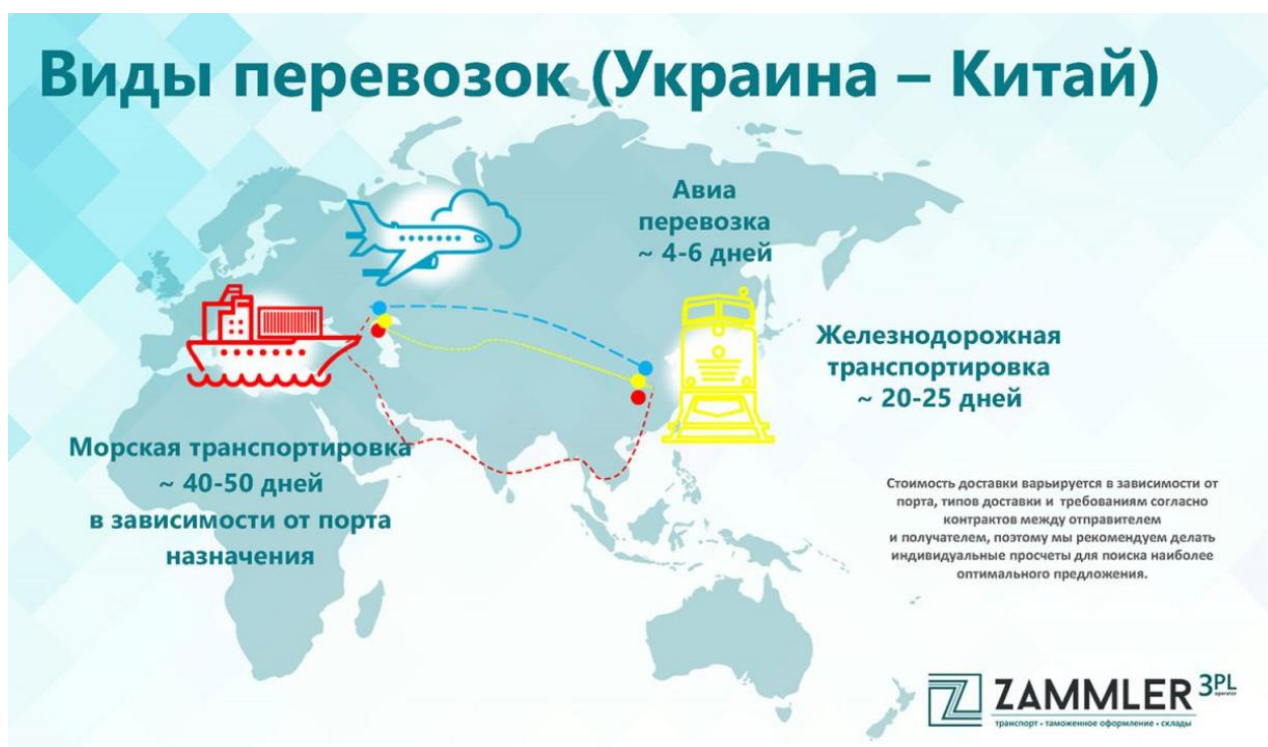 Виды перевозок (Украина – Китай)
Авиа
перевозка
~ 4-6 дней
Железнодорожная
транспортировка
~ 20-25 дней
Морская транспортировка
~ 40-50 дней
в зависимости от порта
назначения
Стоимость доставки варьируется в зависимости от
порта, типов доставки и требованиям согласно
контрактов между отправителем
и получателем, поэтому мы рекомендуем делать
индивидуальные просчеты для поиска наиболее
оптимального предложения.
ZAMMLER 3PL
operator
транспорт • таможенное оформление • склады